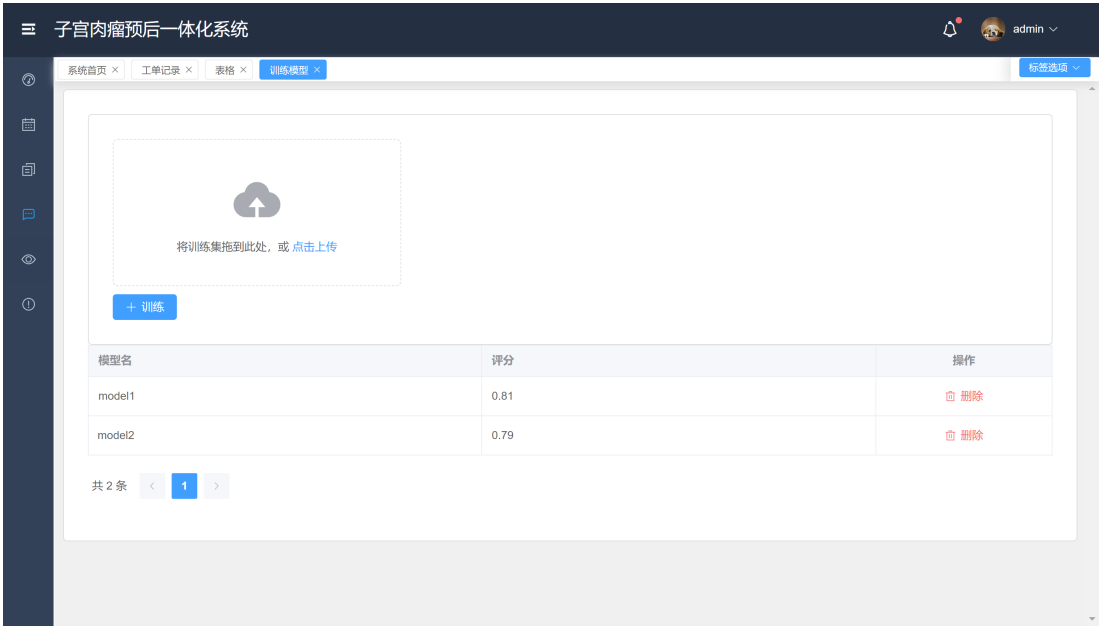 子宫肉瘤预后一体化系统
admin
系统首页 工单记录 表格 训练模型 标签选项
将训练集拖到此处，或 点击上传
训练
模型名 评分 操作
model1 0.81 删除
model2 0.79 删除
共 2 条 1